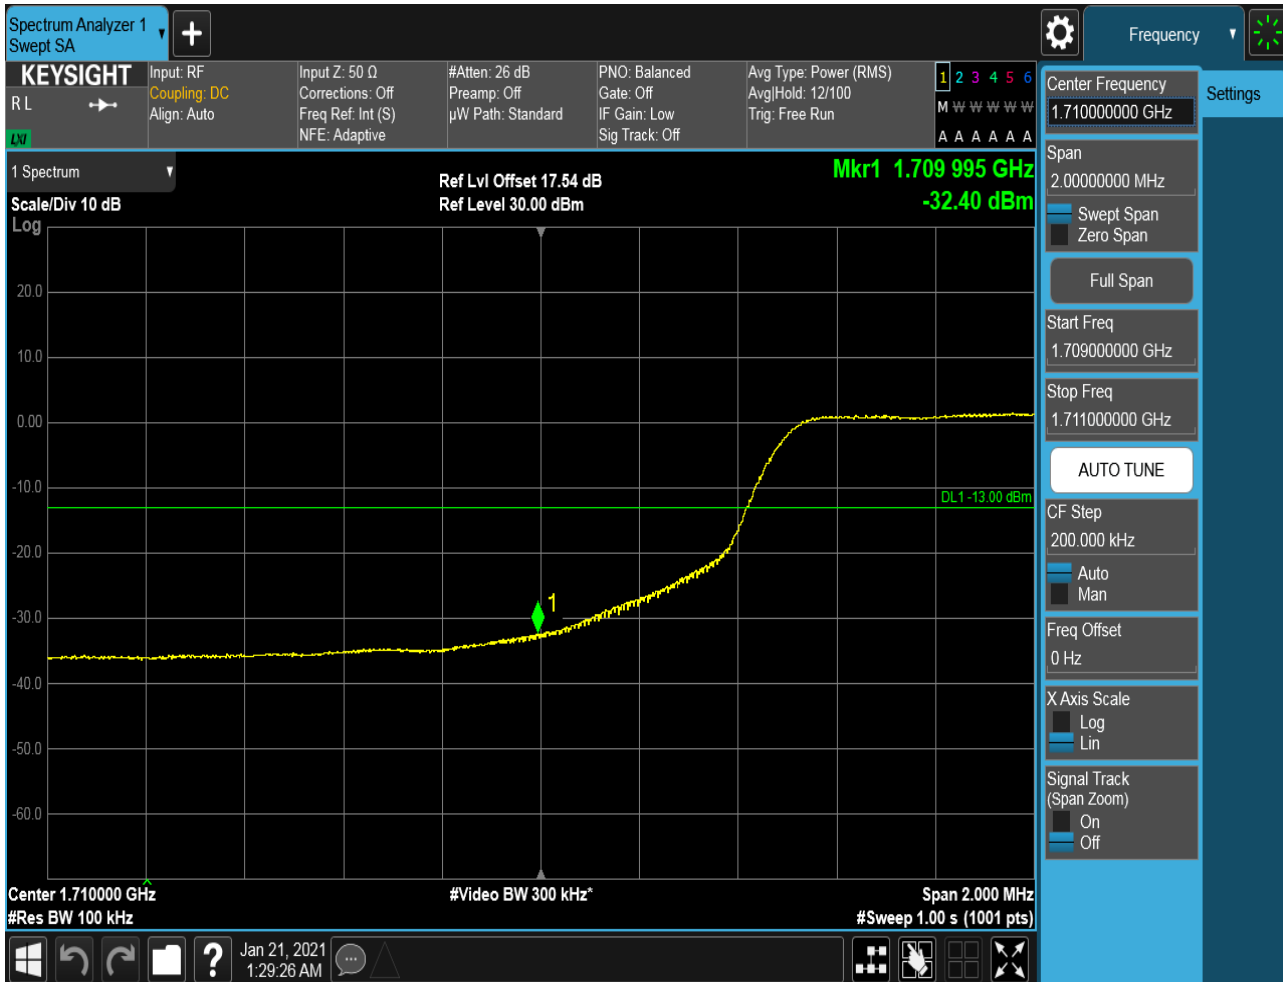 Spectrum Analyzer 1
Swept SA
Frequency
KEYSIGHT
R L
LXI
Input: RF
Coupling: DC
Align: Auto
Input Z: 50 Ω
Corrections: Off
Freq Ref: Int (S)
NFE: Adaptive
#Atten: 26 dB
Preamp: Off
µW Path: Standard
PNO: Balanced
Gate: Off
IF Gain: Low
Sig Track: Off
Avg Type: Power (RMS)
Avg|Hold: 12/100
Trig: Free Run
1 2 3 4 5 6
M W W W W W
A A A A A A
1 Spectrum
Scale/Div 10 dB
Log
Ref Lvl Offset 17.54 dB
Ref Level 30.00 dBm
Mkr1 1.709 995 GHz
-32.40 dBm
20.0
10.0
0.00
-10.0
DL1 -13.00 dBm
-20.0
1
-30.0
-40.0
-50.0
-60.0
Center 1.710000 GHz
#Video BW 300 kHz*
Span 2.000 MHz
#Res BW 100 kHz
#Sweep 1.00 s (1001 pts)
?
Jan 21, 2021
1:29:26 AM
Center Frequency
1.710000000 GHz
Settings
Span
2.00000000 MHz
Swept Span
Zero Span
Full Span
Start Freq
1.709000000 GHz
Stop Freq
1.711000000 GHz
AUTO TUNE
CF Step
200.000 kHz
Auto
Man
Freq Offset
0 Hz
X Axis Scale
Log
Lin
Signal Track
(Span Zoom)
On
Off